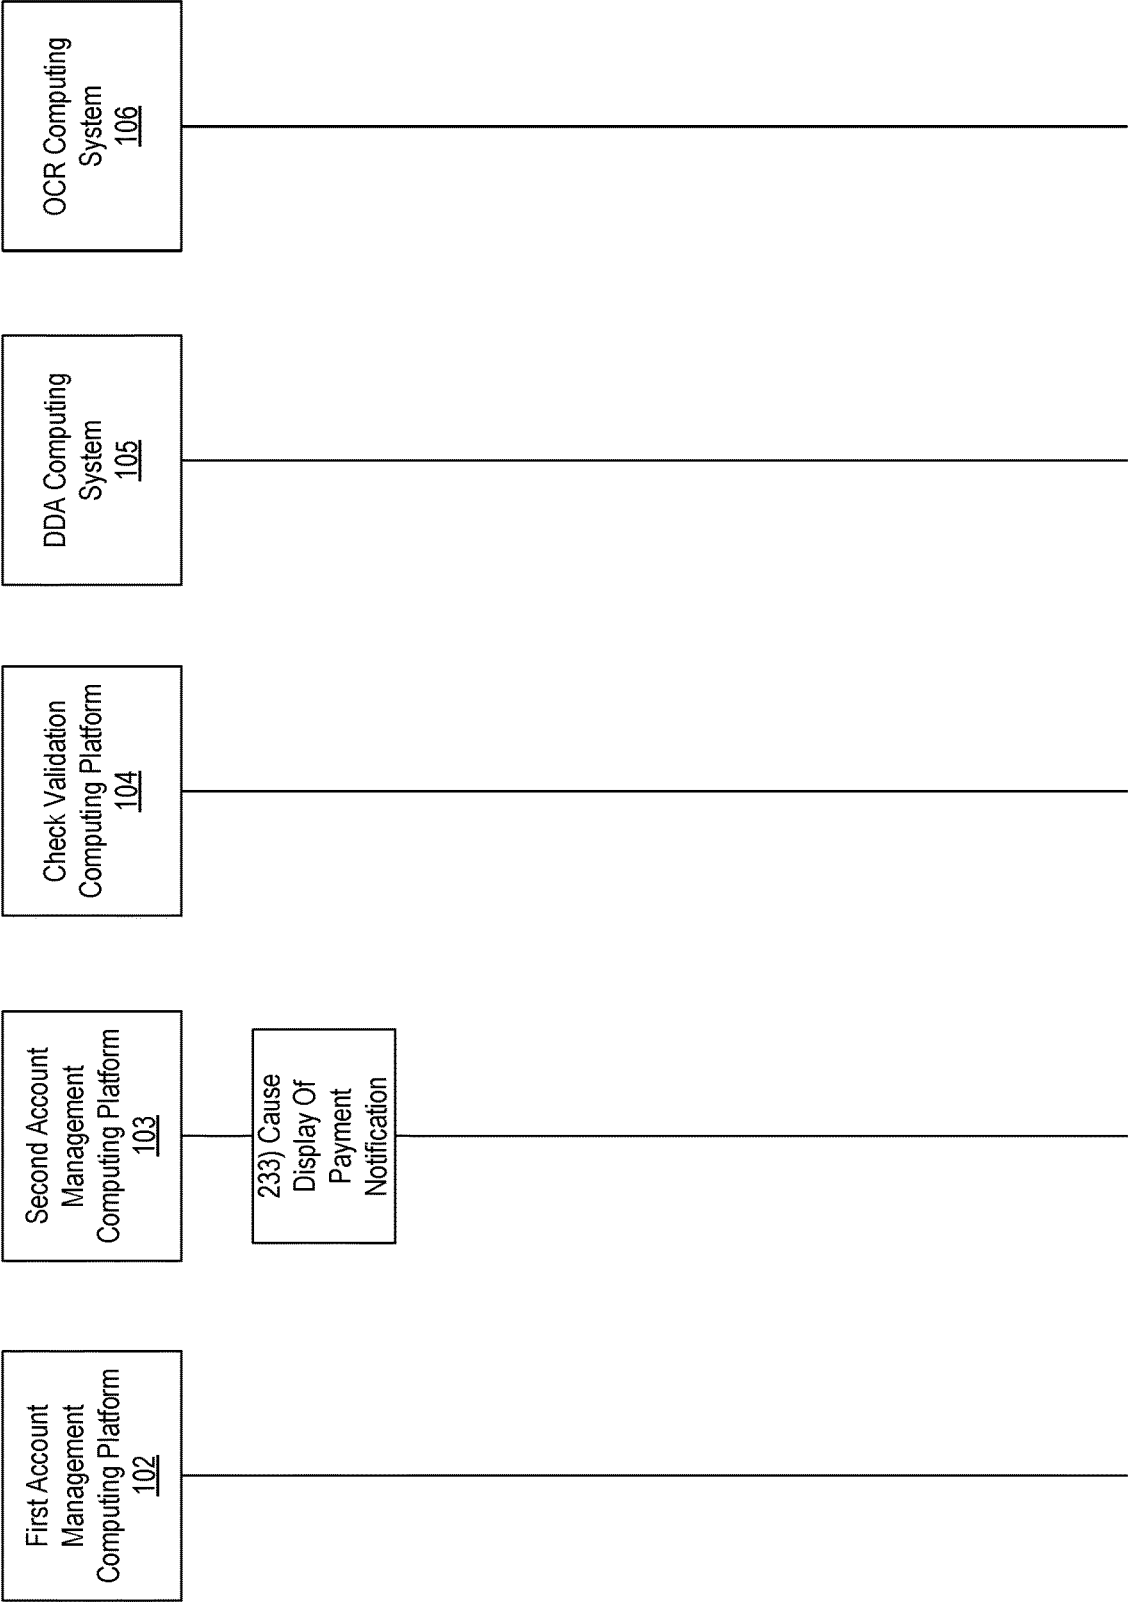 First Account
Management
Computing Platform
102
Second Account
Management
Computing Platform
103
Check Validation
Computing Platform
104
DDA Computing
System
105
OCR Computing
System
106
233) Cause
Display Of
Payment
Notification